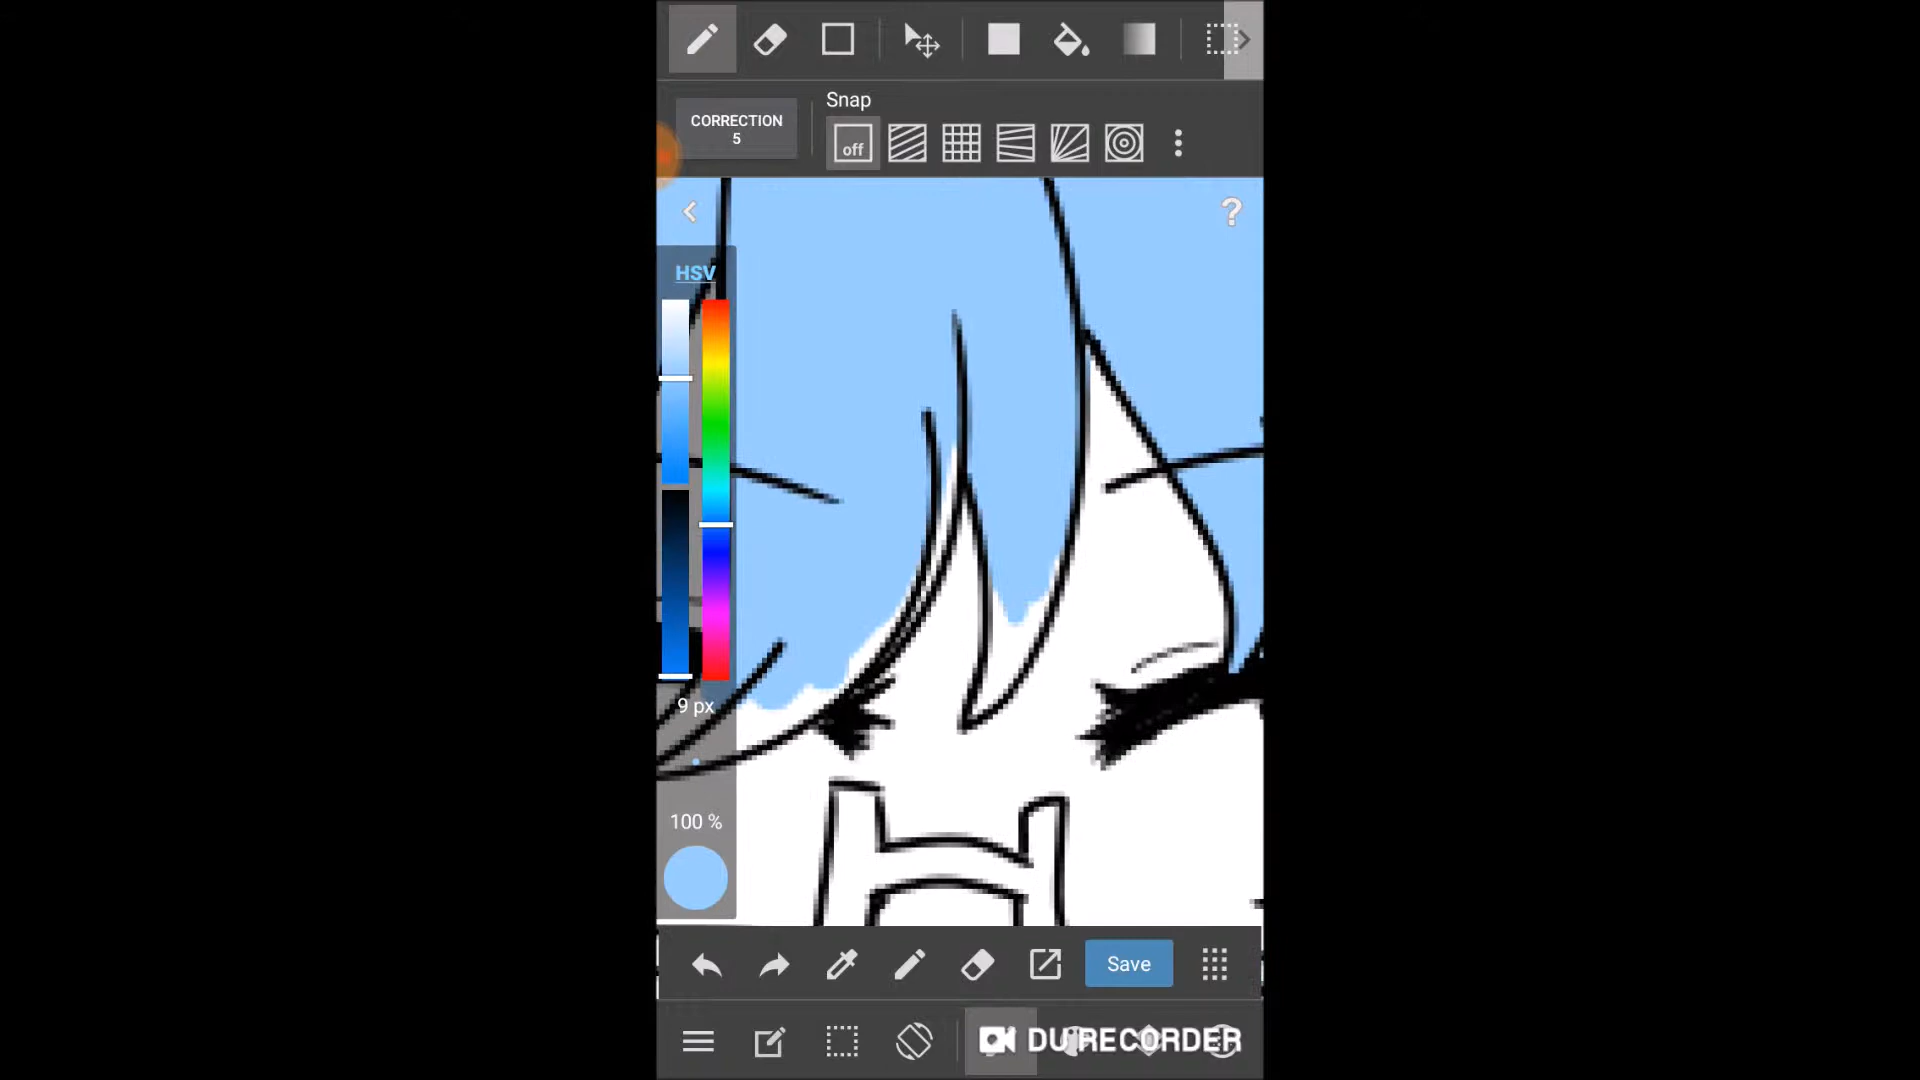 CORRECTION
5
Snap
off
?
HSV
9 px
100 %
Save
DU RECORDER